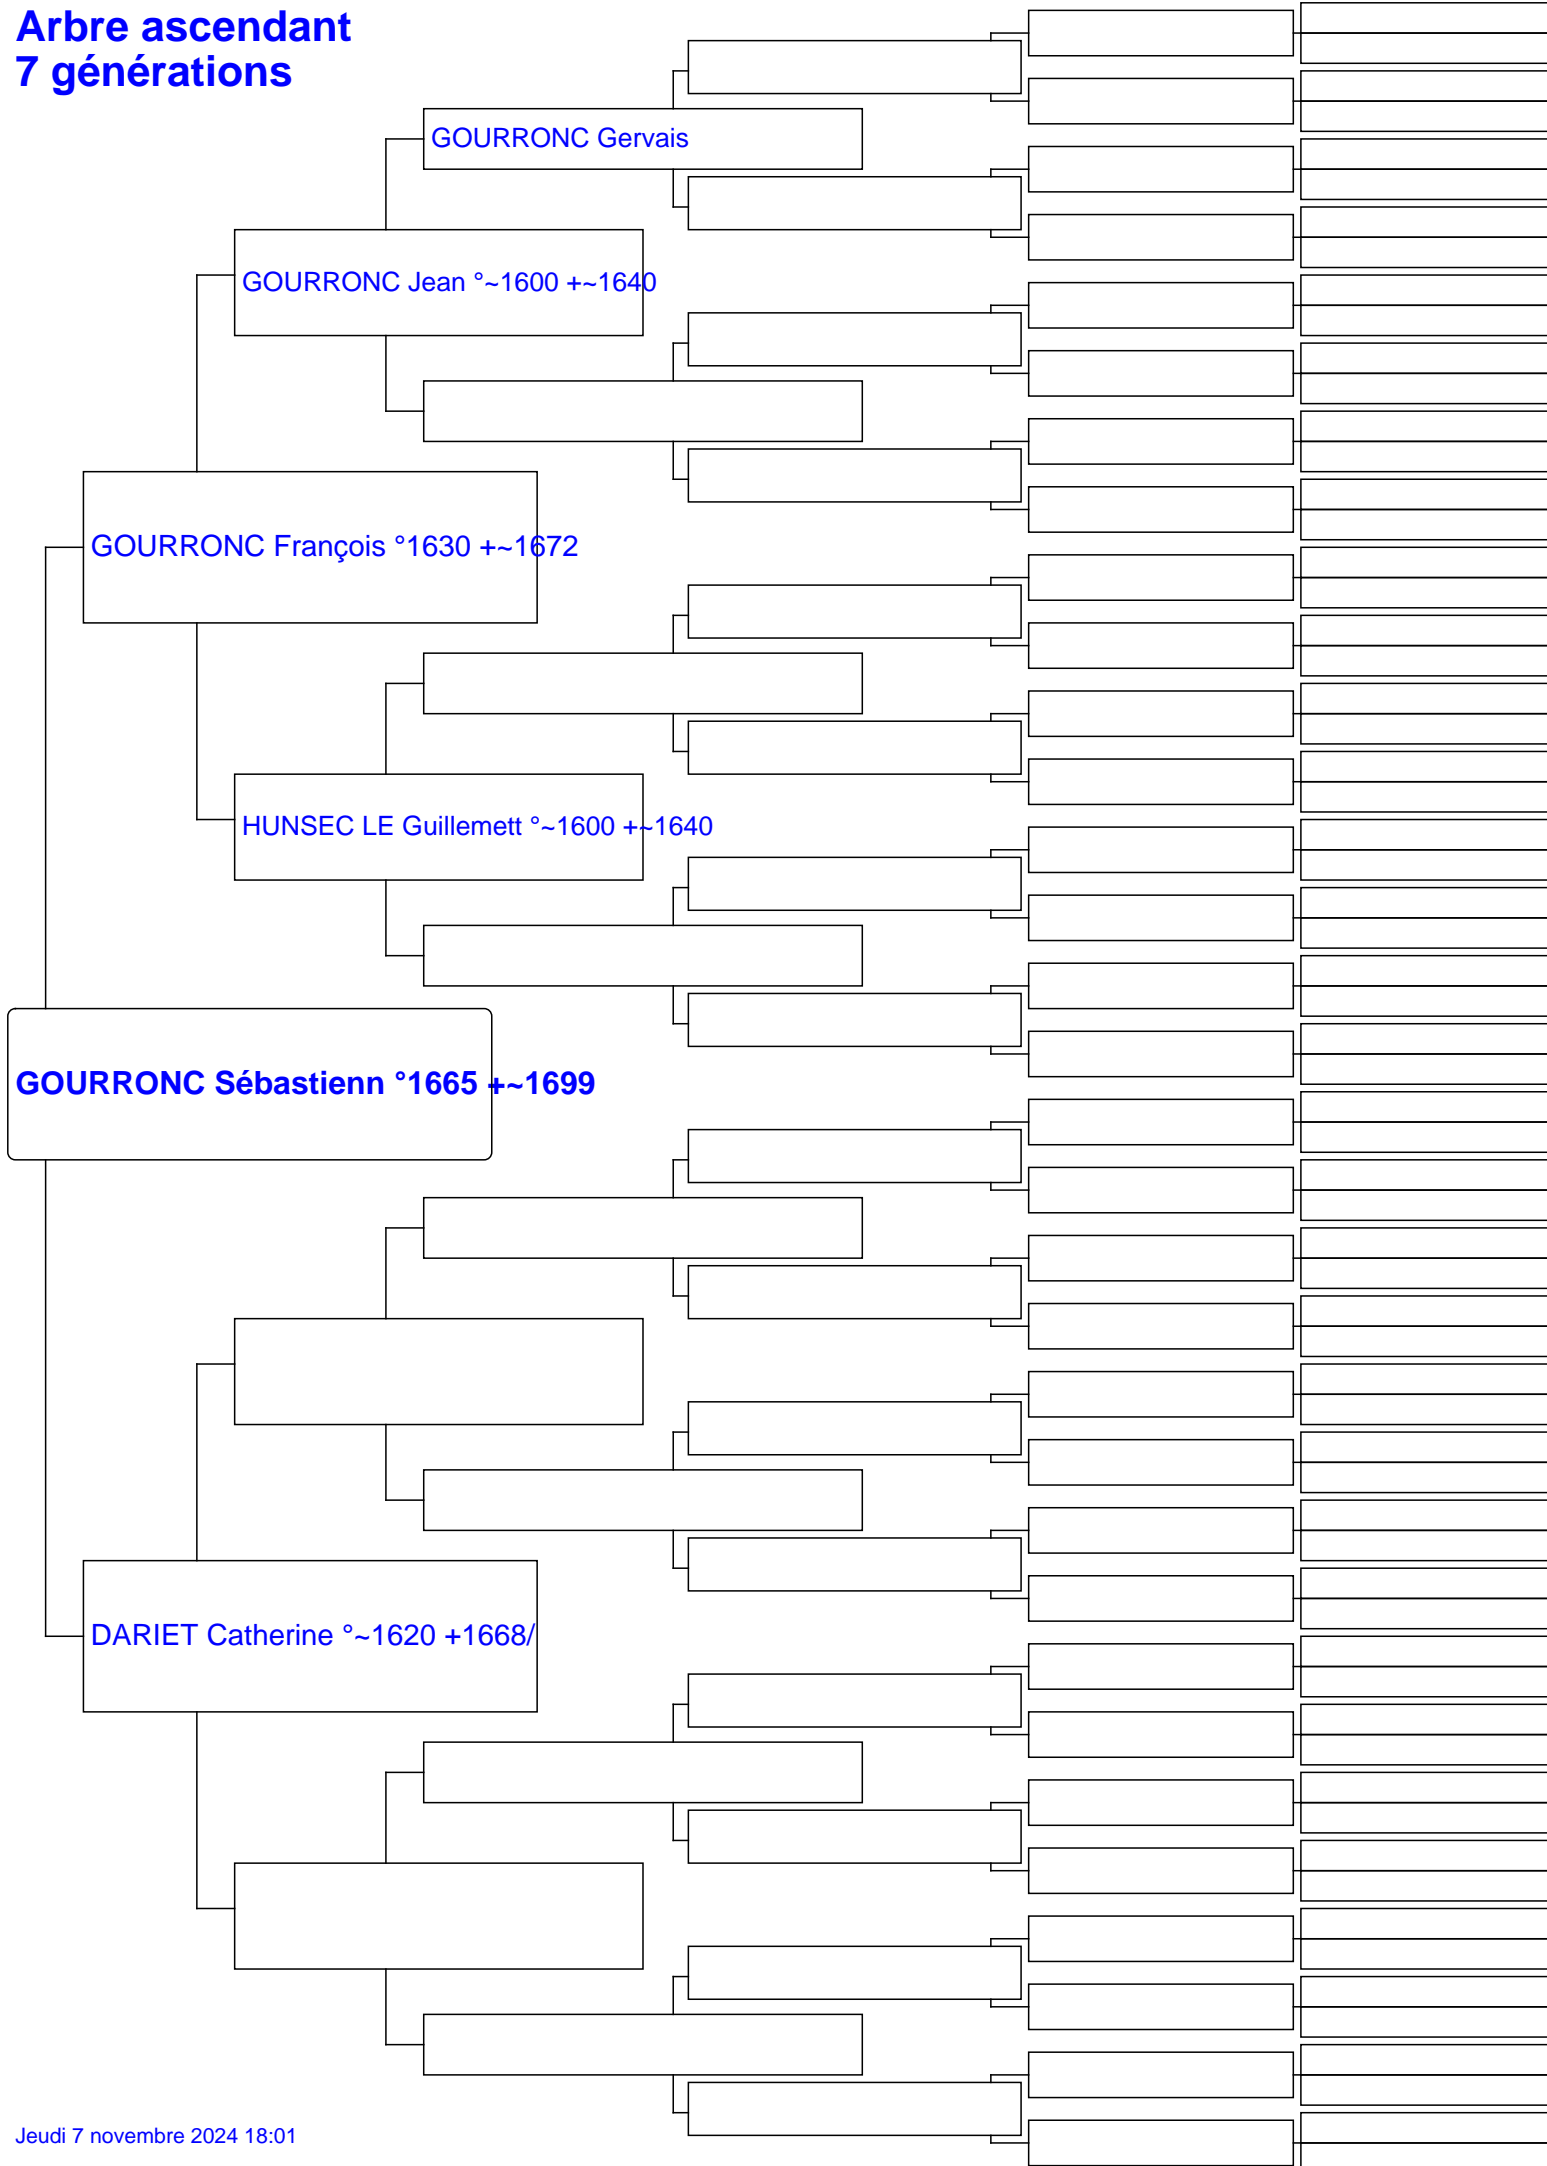 Arbre ascendant
7 générations
GOURRONC Gervais
GOURRONC Jean °~1600 +~1640
GOURRONC François °1630 +~1672
HUNSEC LE Guillemett °~1600 +~1640
GOURRONC Sébastienn °1665 +~1699
DARIET Catherine °~1620 +1668/
Jeudi 7 novembre 2024 18:01